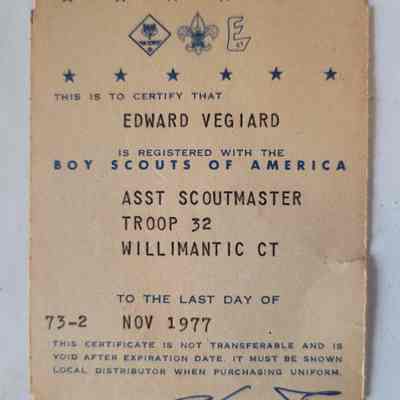 E
THIS IS TO CERTIFY THAT
EDWARD VEGIARD
IS REGISTERED WITH THE
BOY SCOUTS OF AMERICA
ASST SCOUTMASTER
TROOP 32
WILLIMANTIC CT
TO THE LAST DAY OF
73-2 NOV 1977
THIS CERTIFICATE IS NOT TRANSFERABLE AND IS
VOID AFTER EXPIRATION DATE. IT MUST BE SHOWN
LOCAL DISTRIBUTOR WHEN PURCHASING UNIFORM.